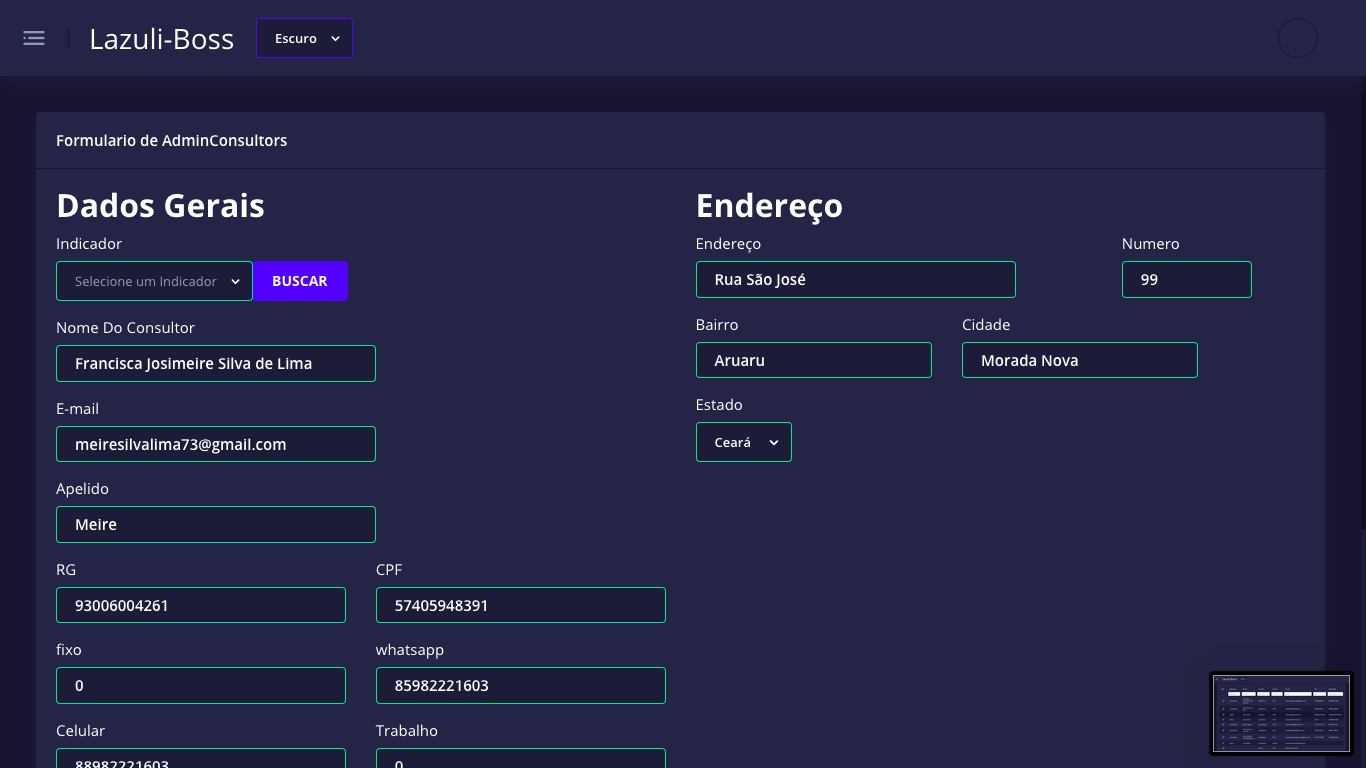 Lazuli-Boss
Escuro
Formulario de AdminConsultors
Dados Gerais
Indicador
Selecione um Indicador
BUSCAR
Nome Do Consultor
Francisca Josimeire Silva de Lima
E-mail
meiresilvalima73@gmail.com
Apelido
Meire
RG
CPF
93006004261
57405948391
fixo
whatsapp
0
85982221603
Celular
Trabalho
88982221603
0
Endereço
Endereço
Numero
Rua São José
99
Bairro
Cidade
Aruaru
Morada Nova
Estado
Ceará